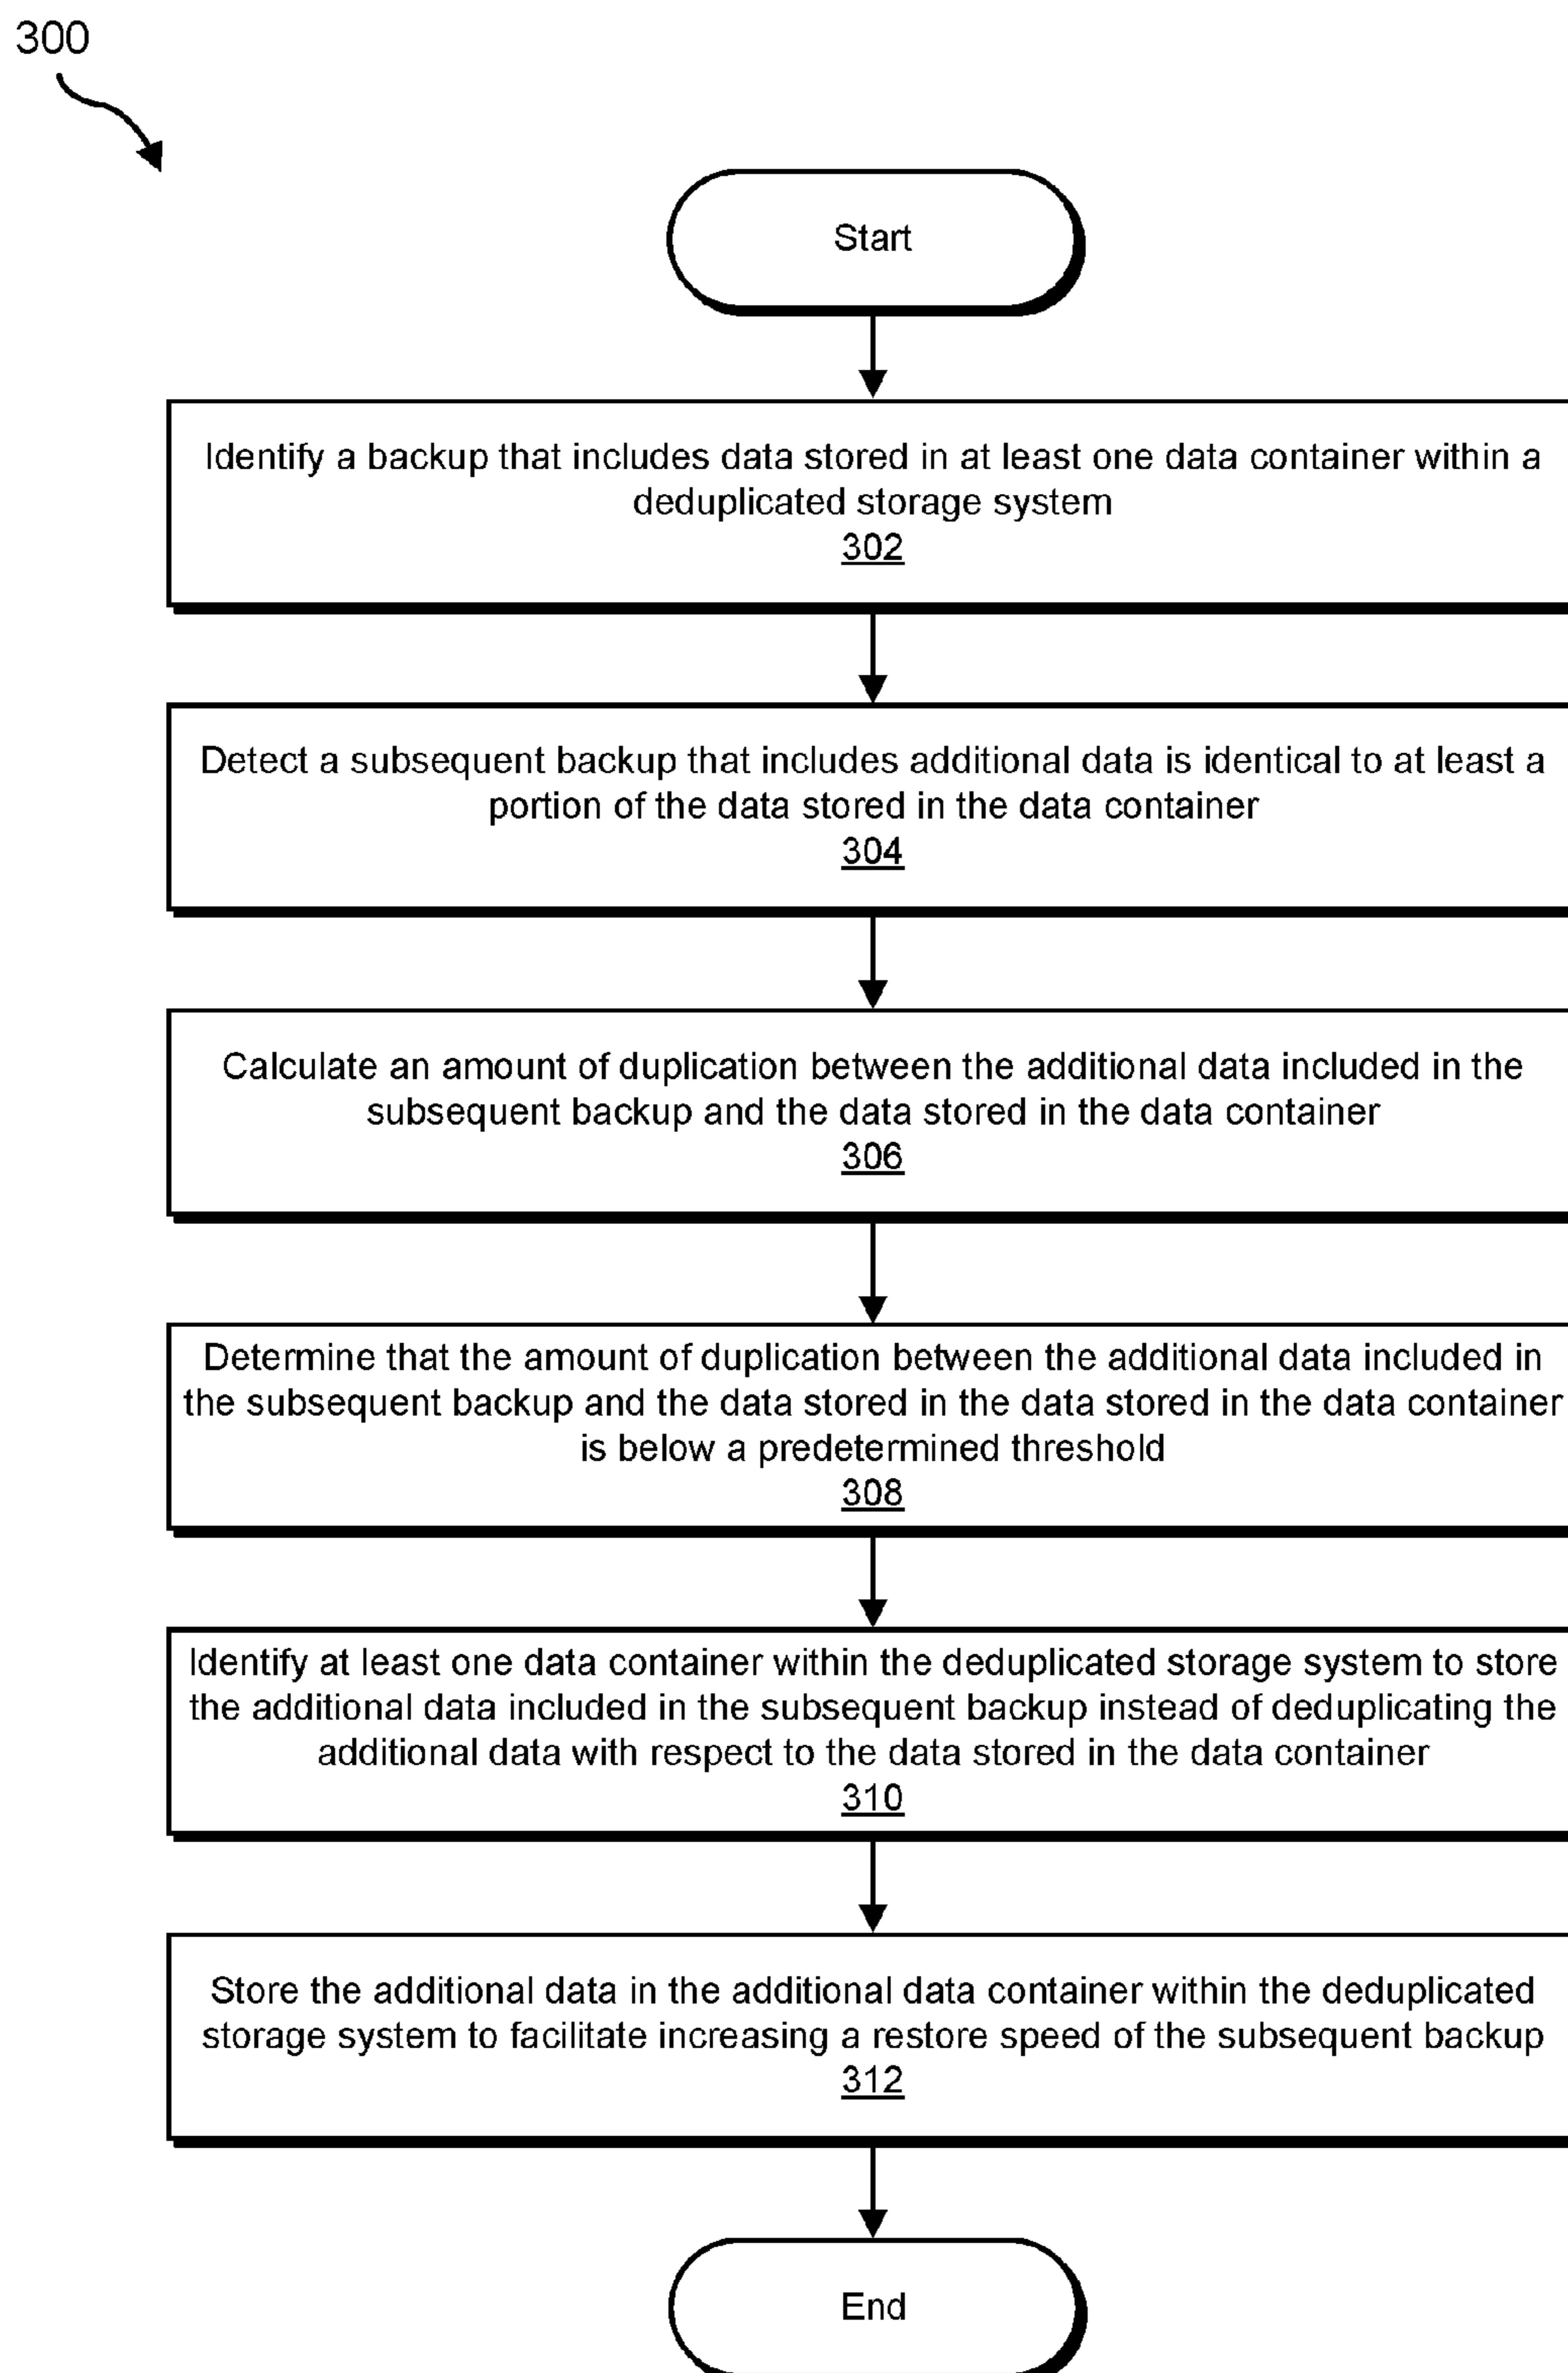 300
Start
Identify a backup that includes data stored in at least one data container within a
deduplicated storage system
302
Detect a subsequent backup that includes additional data is identical to at least a
portion of the data stored in the data container
304
Calculate an amount of duplication between the additional data included in the
subsequent backup and the data stored in the data container
306
Determine that the amount of duplication between the additional data included in
the subsequent backup and the data stored in the data stored in the data container
is below a predetermined threshold
308
Identify at least one data container within the deduplicated storage system to store
the additional data included in the subsequent backup instead of deduplicating the
additional data with respect to the data stored in the data container
310
Store the additional data in the additional data container within the deduplicated
storage system to facilitate increasing a restore speed of the subsequent backup
312
End